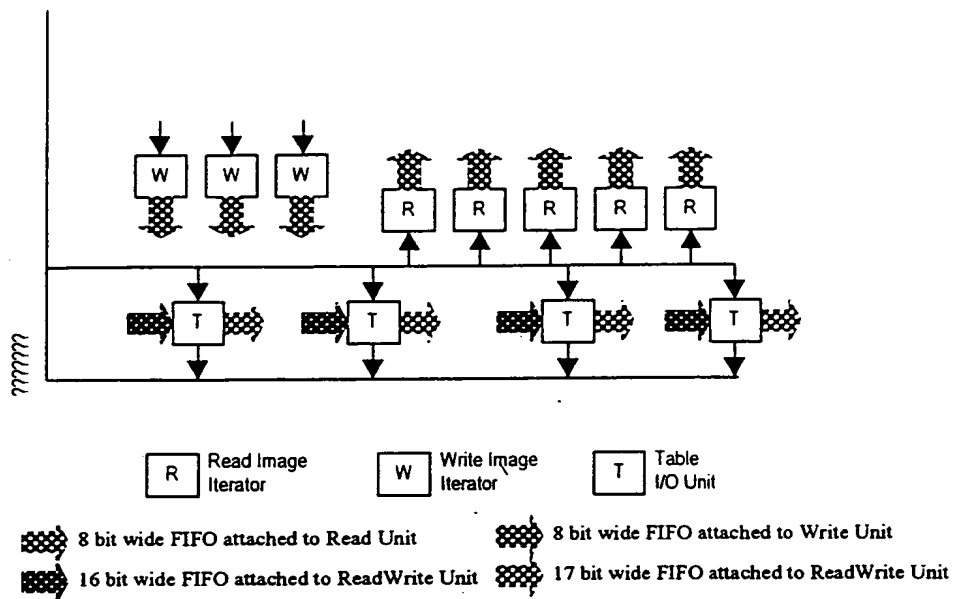 W W W
R R R R R
T T T T
???????
R Read Image Iterator
W Write Image Iterator
T Table I/O Unit
8 bit wide FIFO attached to Read Unit
8 bit wide FIFO attached to Write Unit
16 bit wide FIFO attached to ReadWrite Unit
17 bit wide FIFO attached to ReadWrite Unit